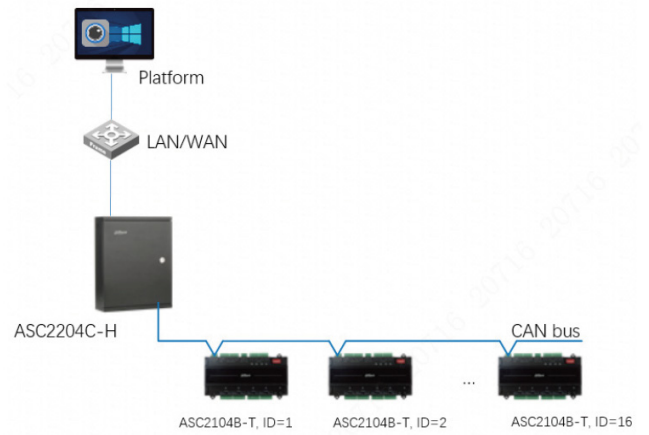 Platform
LAN/WAN
ASC2204C-H
CAN bus
ASC2104B-T, ID=1
ASC2104B-T, ID=2
...
ASC2104B-T, ID=16